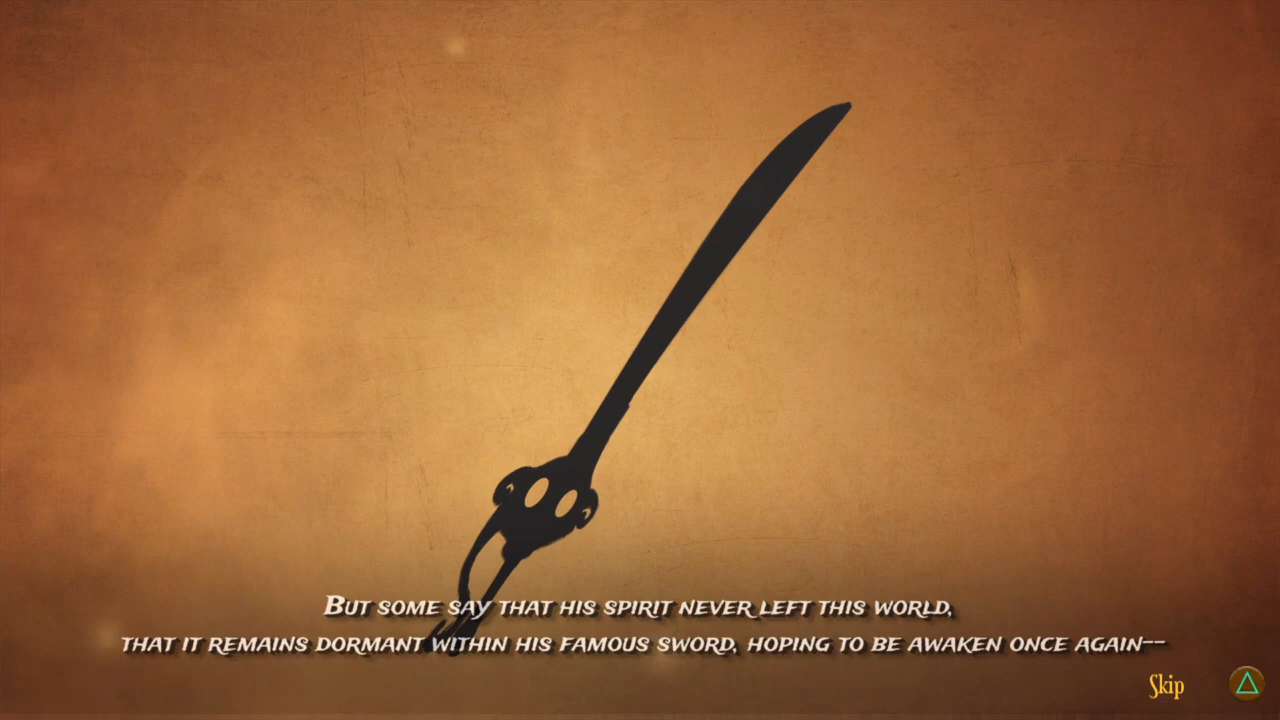 But some say that his spirit never left this world,
that it remains dormant within his famous sword, hoping to be awaken once again--
Skip